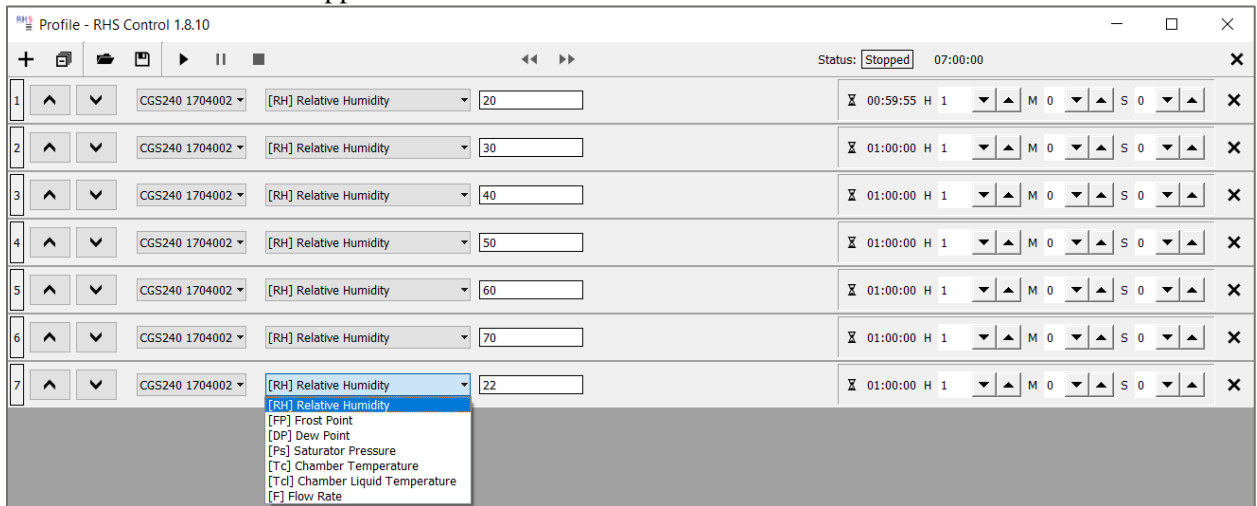 RHS Profile - RHS Control 1.8.10
Status: Stopped 07:00:00
1 CGS240 1704002 [RH] Relative Humidity 20 00:59:55 H 1 M 0 S 0
2 CGS240 1704002 [RH] Relative Humidity 30 01:00:00 H 1 M 0 S 0
3 CGS240 1704002 [RH] Relative Humidity 40 01:00:00 H 1 M 0 S 0
4 CGS240 1704002 [RH] Relative Humidity 50 01:00:00 H 1 M 0 S 0
5 CGS240 1704002 [RH] Relative Humidity 60 01:00:00 H 1 M 0 S 0
6 CGS240 1704002 [RH] Relative Humidity 70 01:00:00 H 1 M 0 S 0
7 CGS240 1704002 [RH] Relative Humidity 22 01:00:00 H 1 M 0 S 0
[RH] Relative Humidity
[FP] Frost Point
[DP] Dew Point
[Ps] Saturator Pressure
[Tc] Chamber Temperature
[Tcl] Chamber Liquid Temperature
[F] Flow Rate